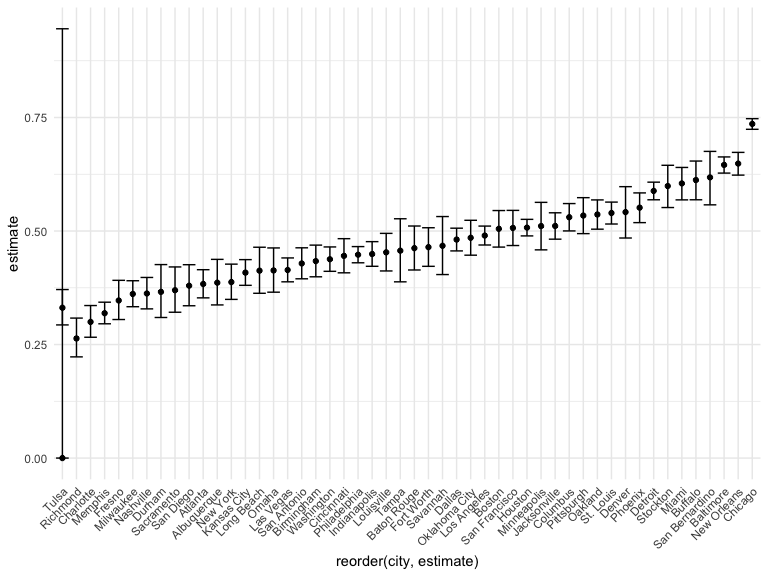 0.75
0.50
0.25
0.00
estimate
Tulsa
Richmond
Charlotte
Memphis
Fresno
Milwaukee
Nashville
Durham
Sacramento
San Diego
Atlanta
Albuquerque
New York
Kansas City
Long Beach
Omaha
Las Vegas
San Antonio
Birmingham
Washington
Cincinnati
Philadelphia
Indianapolis
Louisville
Tampa
Baton Rouge
Fort Worth
Savannah
Dallas
Oklahoma City
Los Angeles
Boston
San Francisco
Houston
Minneapolis
Jacksonville
Columbus
Pittsburgh
Oakland
St. Louis
Denver
Phoenix
Detroit
Stockton
Miami
Buffalo
San Bernardino
Baltimore
New Orleans
Chicago
reorder(city, estimate)